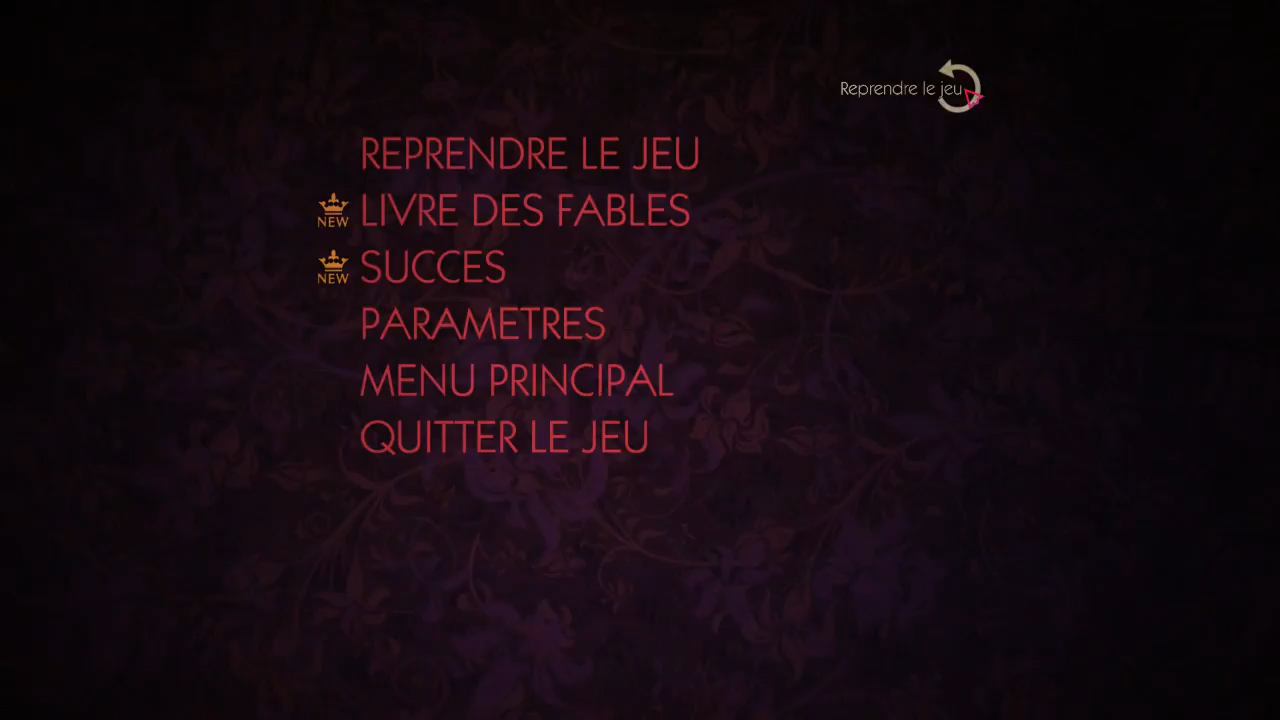 Reprendre le jeu
REPRENDRE LE JEU
NEW LIVRE DES FABLES
NEW SUCCES
PARAMETRES
MENU PRINCIPAL
QUITTER LE JEU